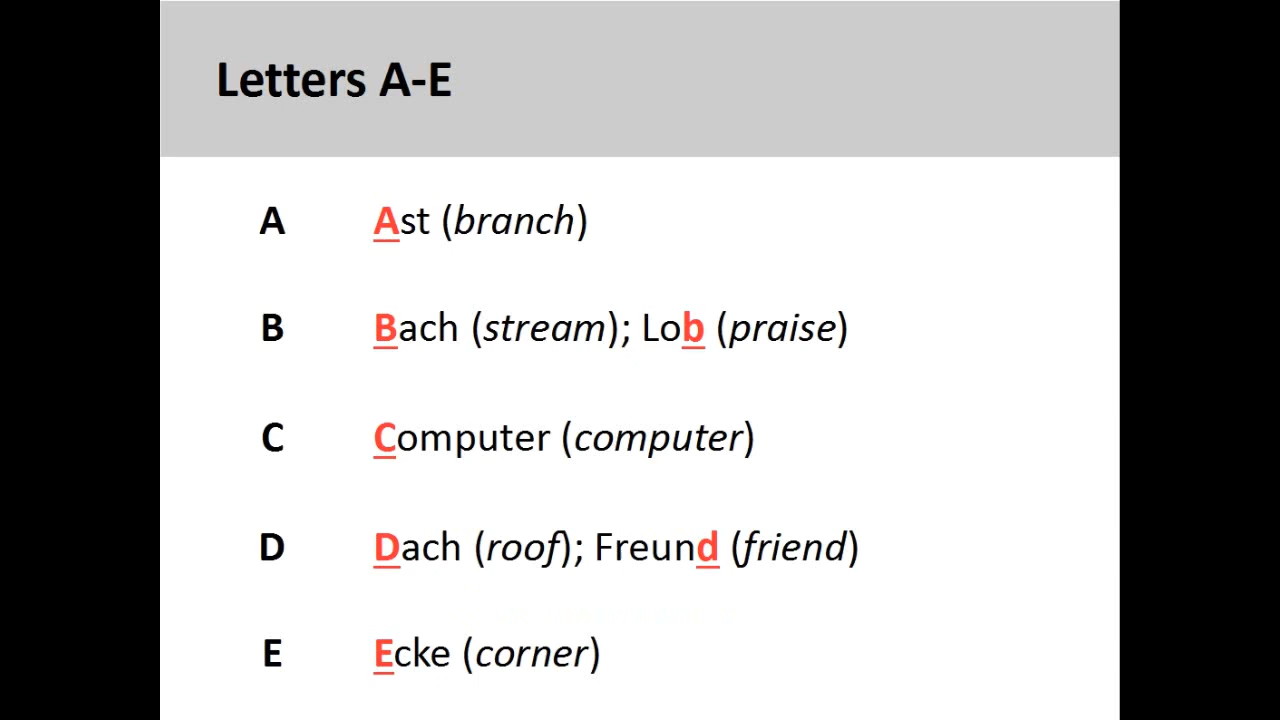 Letters A-E
A Ast (branch)
B Bach (stream); Lob (praise)
C Computer (computer)
D Dach (roof); Freund (friend)
E Ecke (corner)